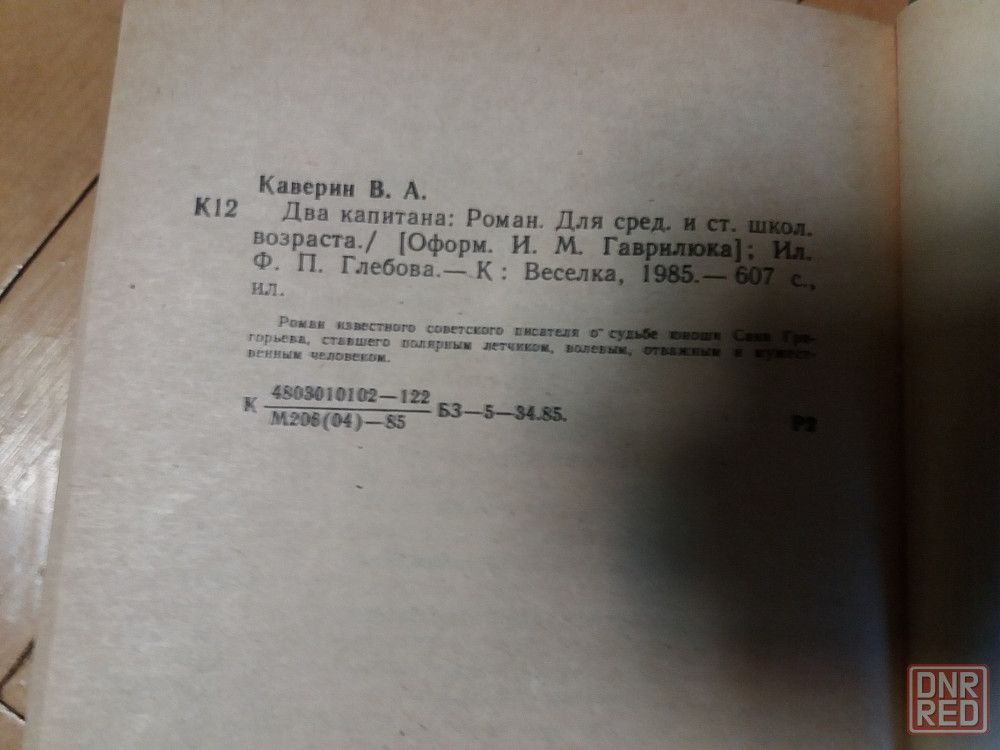 Каверин В. А.
К12 Два капитана: Роман. Для сред. и ст. школ.
возраста./ [Оформ. И. М. Гаврилюка]; Ил.
Ф. П. Глебова.— К : Веселка, 1985.— 607 с.,
ил.
Роман известного советского писателя о судьбе юноши Сани Гри-
горьева, ставшего полярным летчиком, волевым, отважным и мужест-
венным человеком.
К 4803010102—122 БЗ—5—34.85.
М206(04)—85
Р2
DNR
RED